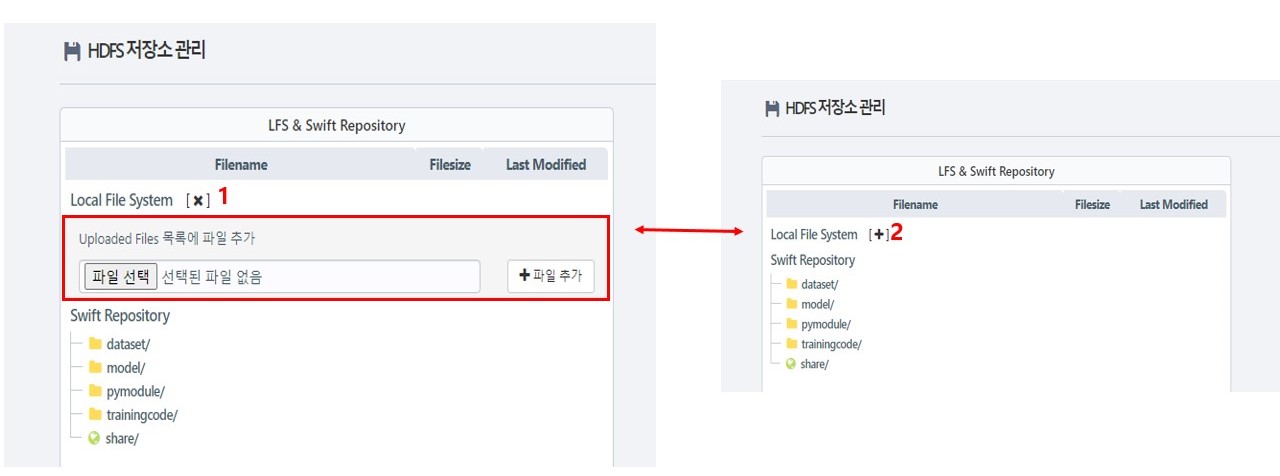 HDFS 저장소 관리
LFS & Swift Repository
Filename Filesize Last Modified
Local File System [ ✖ ] 1
Uploaded Files 목록에 파일 추가
파일 선택 선택된 파일 없음 ✚ 파일 추가
Swift Repository
dataset/
model/
pymodule/
trainingcode/
share/
HDFS 저장소 관리
LFS & Swift Repository
Filename Filesize Last Modified
Local File System [ ✚ ] 2
Swift Repository
dataset/
model/
pymodule/
trainingcode/
share/